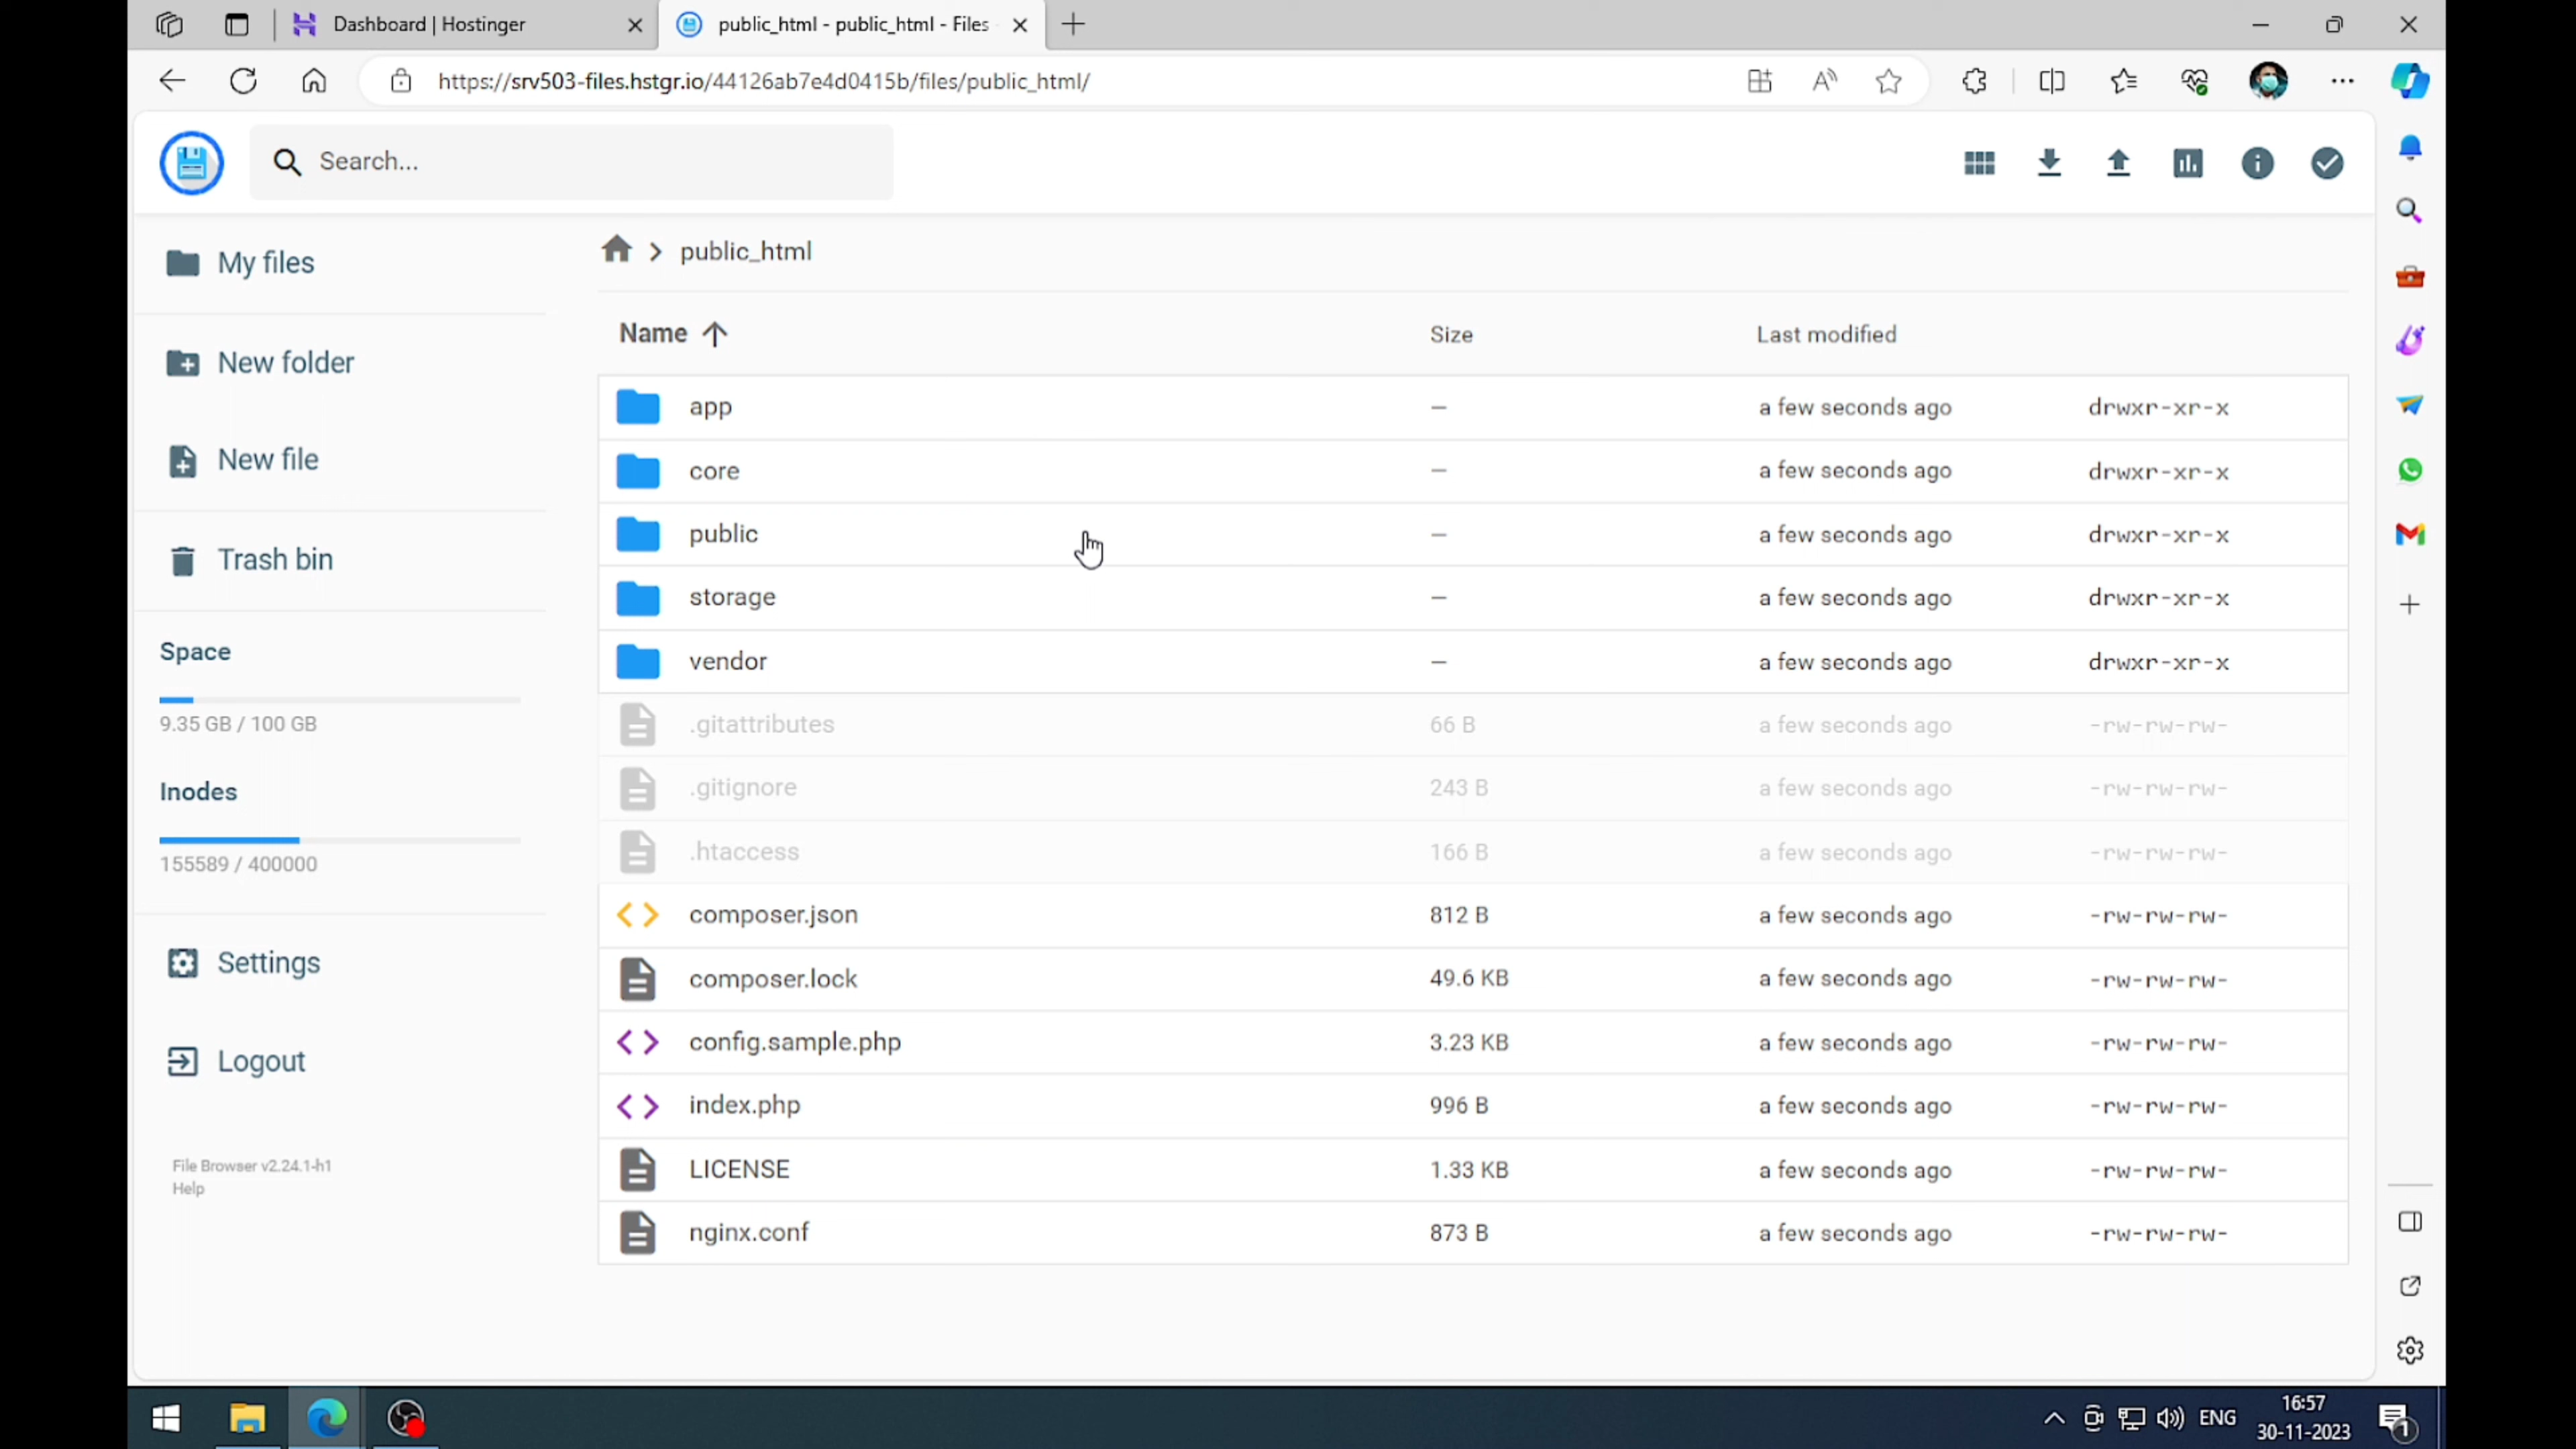 Dashboard | Hostinger
public_html - public_html - Files
https://srv503-files.hstgr.io/44126ab7e4d0415b/files/public_html/
Search...
My files
New folder
New file
Trash bin
Space
9.35 GB / 100 GB
Inodes
155589 / 400000
Settings
Logout
File Browser v2.24.1-h1
Help
public_html
Name Size Last modified
app — a few seconds ago drwxr-xr-x
core — a few seconds ago drwxr-xr-x
public — a few seconds ago drwxr-xr-x
storage — a few seconds ago drwxr-xr-x
vendor — a few seconds ago drwxr-xr-x
.gitattributes 66 B a few seconds ago -rw-rw-rw-
.gitignore 243 B a few seconds ago -rw-rw-rw-
.htaccess 166 B a few seconds ago -rw-rw-rw-
composer.json 812 B a few seconds ago -rw-rw-rw-
composer.lock 49.6 KB a few seconds ago -rw-rw-rw-
config.sample.php 3.23 KB a few seconds ago -rw-rw-rw-
index.php 996 B a few seconds ago -rw-rw-rw-
LICENSE 1.33 KB a few seconds ago -rw-rw-rw-
nginx.conf 873 B a few seconds ago -rw-rw-rw-
ENG
16:57
30-11-2023
1